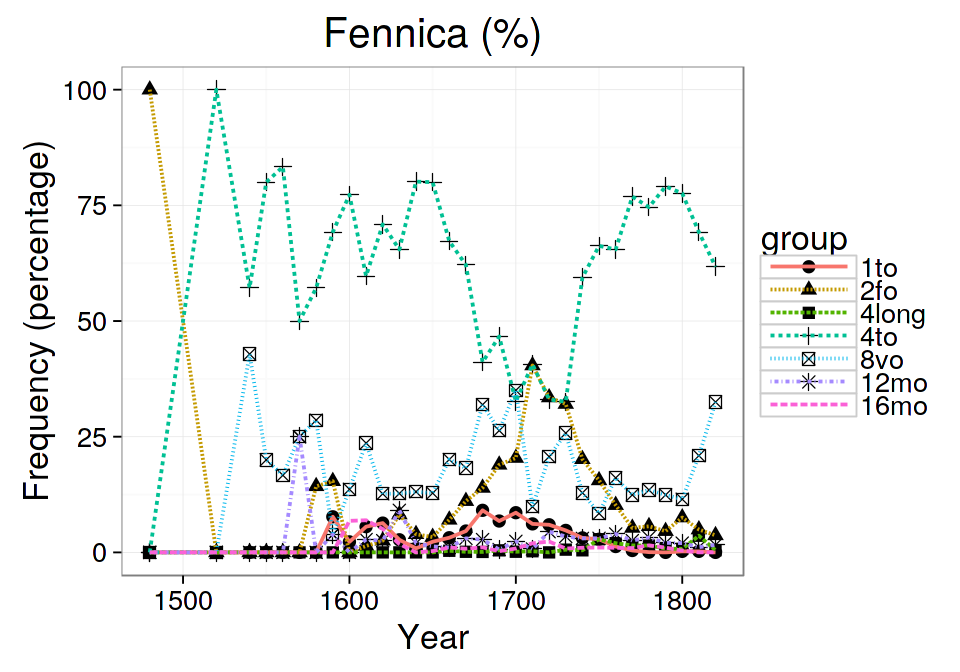 Fennica (%)
100
75
50
25
0
Frequency (percentage)
1500
1600
1700
1800
Year
group
1to
2fo
4long
4to
8vo
12mo
16mo